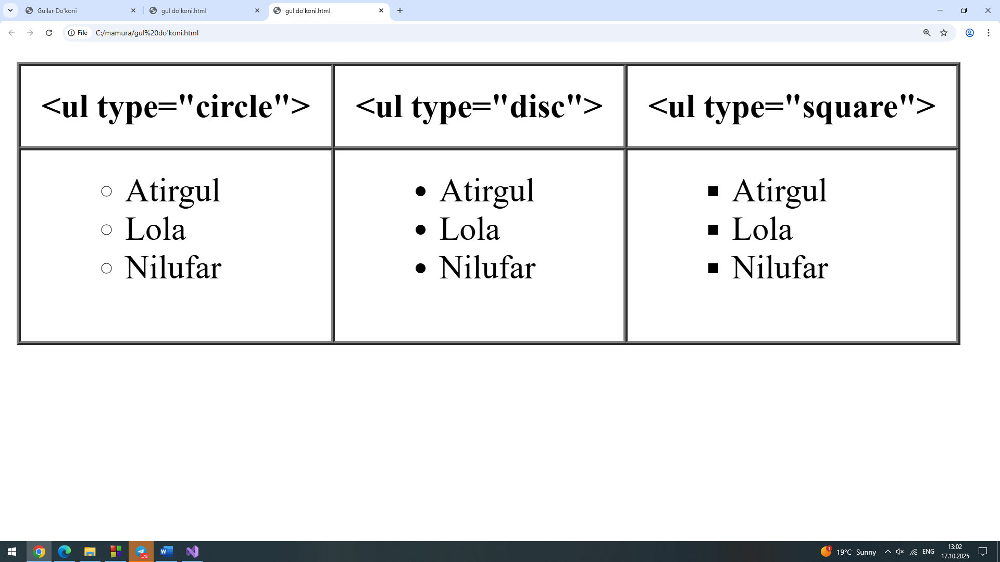 Gullar Do'koni
gul do'koni.html
gul do'koni.html
File
C:/mamura/gul%20do'koni.html
<ul type="circle">
<ul type="disc">
<ul type="square">
Atirgul
Lola
Nilufar
Atirgul
Lola
Nilufar
Atirgul
Lola
Nilufar
..78
W
1
19°C Sunny
ENG
13:02
17.10.2025